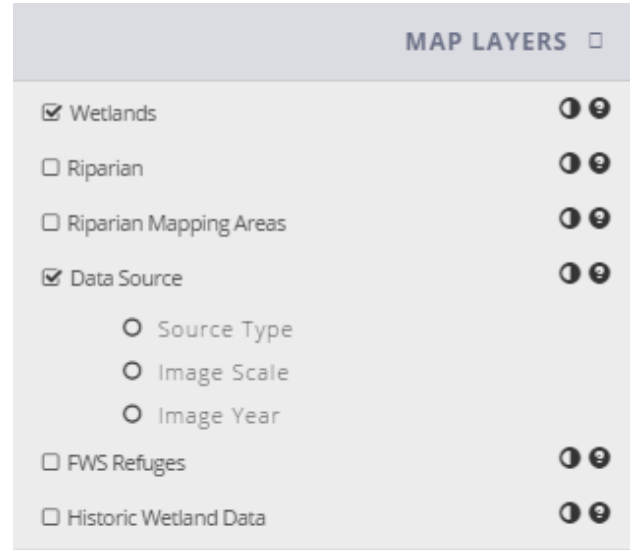 MAP LAYERS
Wetlands
Riparian
Riparian Mapping Areas
Data Source
Source Type
Image Scale
Image Year
FWS Refuges
Historic Wetland Data